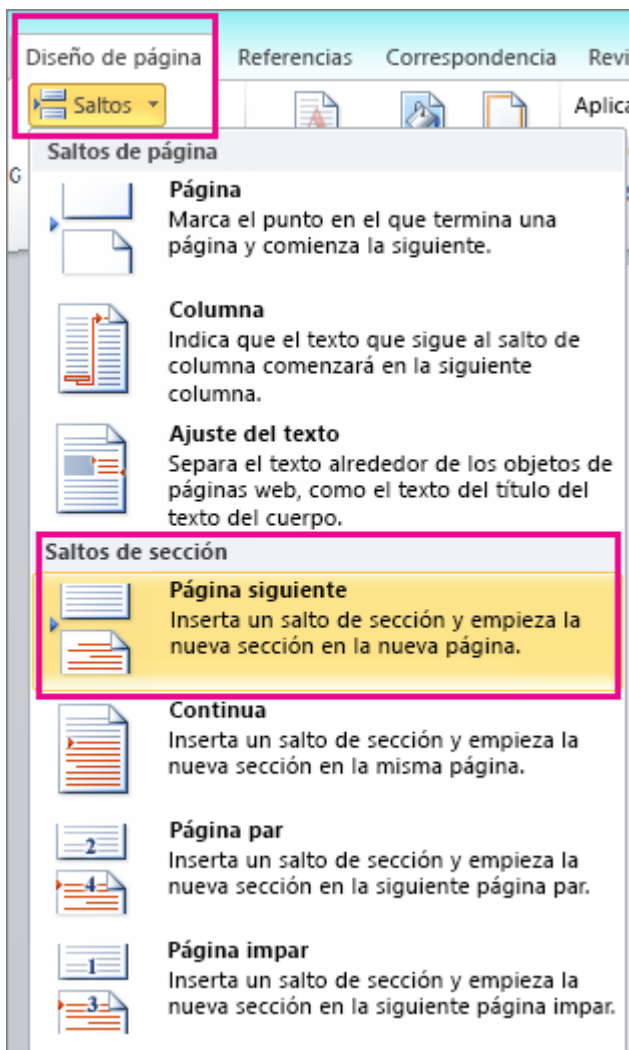 Diseño de página Referencias Correspondencia Revi
Saltos Aplica
G
Saltos de página
Página
Marca el punto en el que termina una
página y comienza la siguiente.
Columna
Indica que el texto que sigue al salto de
columna comenzará en la siguiente
columna.
Ajuste del texto
Separa el texto alrededor de los objetos de
páginas web, como el texto del título del
texto del cuerpo.
Saltos de sección
Página siguiente
Inserta un salto de sección y empieza la
nueva sección en la nueva página.
Continua
Inserta un salto de sección y empieza la
nueva sección en la misma página.
2
4
Página par
Inserta un salto de sección y empieza la
nueva sección en la siguiente página par.
1
3
Página impar
Inserta un salto de sección y empieza la
nueva sección en la siguiente página impar.